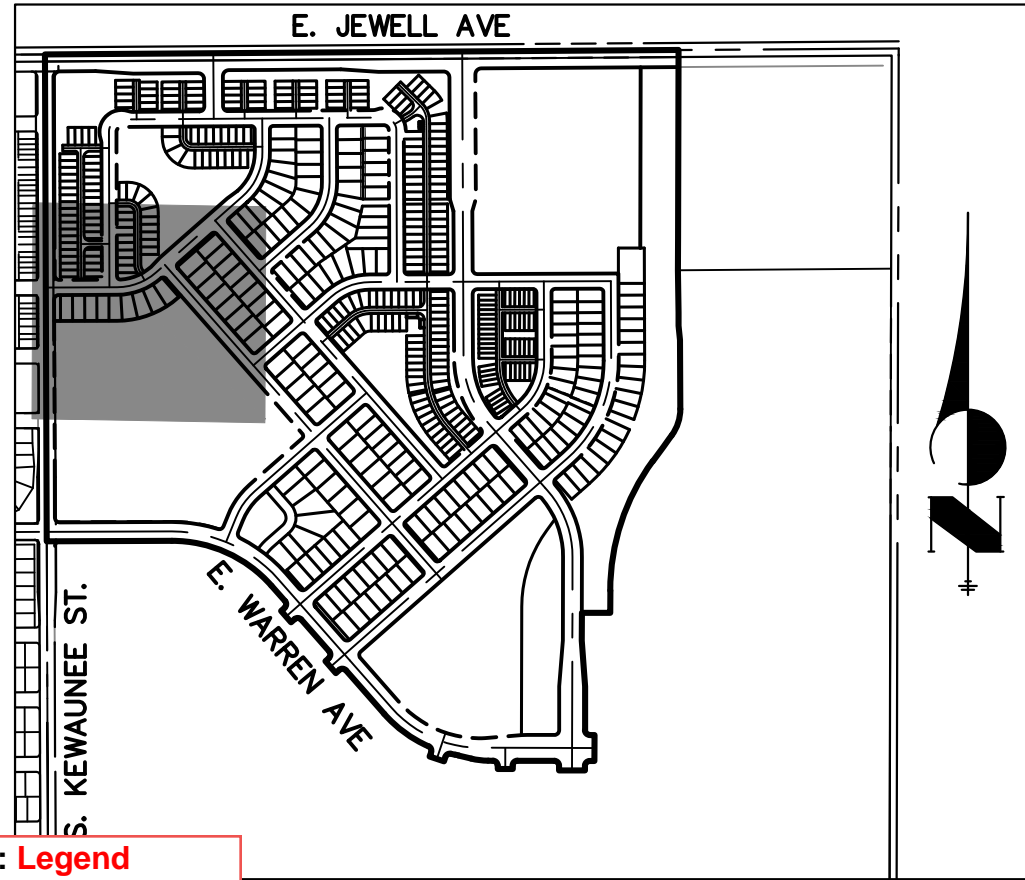 E. JEWELL AVE
E. WARREN AVE
S. KEWAUNEE ST.
N
: Legend